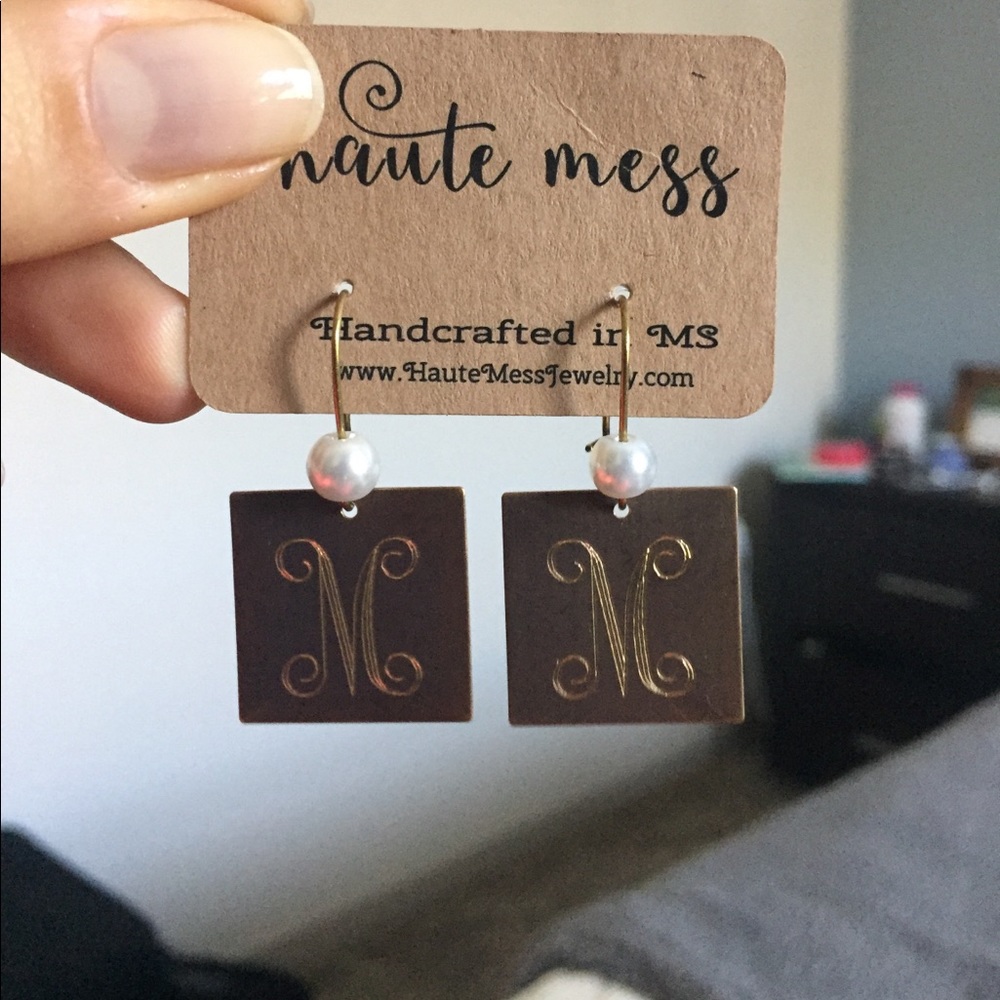 haute mess
Handcrafted in MS
www.HauteMessJewelry.com
M M